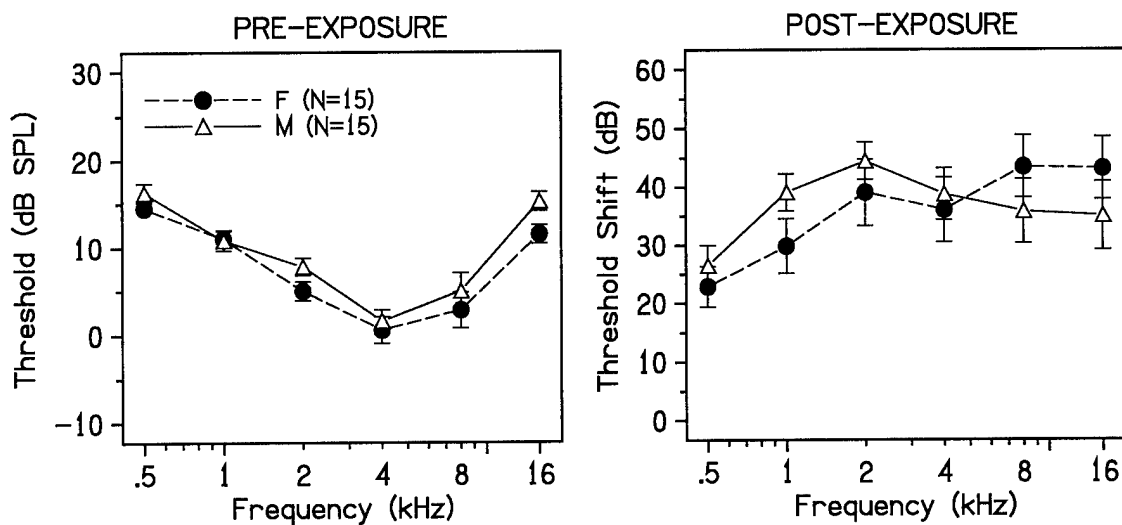 PRE-EXPOSURE
30
20
10
0
-10
Threshold (dB SPL)
F (N=15)
M (N=15)
.5 1 2 4 8 16
Frequency (kHz)
POST-EXPOSURE
60
50
40
30
20
10
0
Threshold Shift (dB)
.5 1 2 4 8 16
Frequency (kHz)